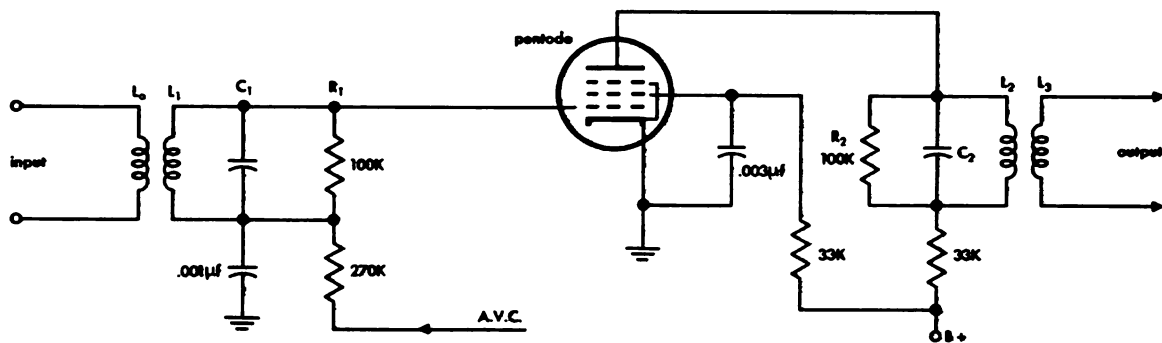 pentode
L₀
L₁
C₁
R₁
L₂
L₃
input
100K
.003µf
R₂
100K
C₂
output
.001µf
270K
33K
33K
A.V.C.
B+